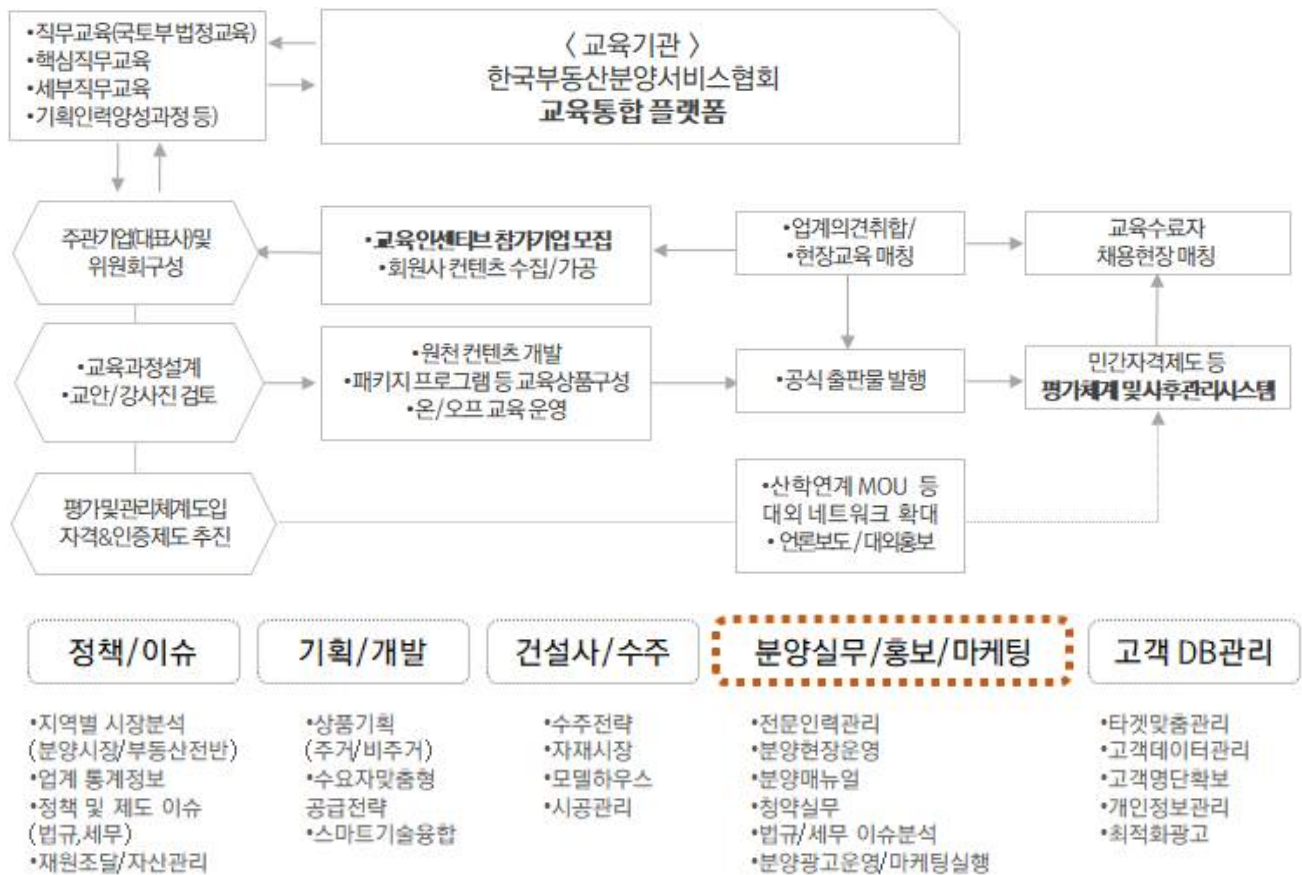 •직무교육(국토부 법정교육)
•핵심직무교육
•세부직무교육
•기획인력양성과정 등)
〈 교육기관 〉
한국부동산분양서비스협회
교육통합 플랫폼
주관기업(대표사)및
위원회구성
•교육인센티브 참가기업 모집
•회원사 컨텐츠 수집/가공
•업계의견취합/
•현장교육 매칭
교육수료자
채용현장 매칭
•교육과정설계
•교안/강사진 검토
•원천 컨텐츠 개발
•패키지 프로그램 등 교육상품구성
•온/오프 교육 운영
•공식 출판물 발행
민간자격제도 등
평가체계 및 사후관리시스템
평가및관리체계도입
자격&인증제도 추진
•산학연계 MOU 등
대외 네트워크 확대
•언론보도/대외홍보
정책/이슈
•지역별 시장분석
(분양시장/부동산전반)
•업계 통계정보
•정책 및 제도 이슈
(법규,세무)
•재원조달/자산관리
기획/개발
•상품기획
(주거/비주거)
•수요자맞춤형
공급전략
•스마트기술융합
건설사/수주
•수주전략
•자재시장
•모델하우스
•시공관리
분양실무/홍보/마케팅
•전문인력관리
•분양현장운영
•분양매뉴얼
•청약실무
•법규/세무 이슈분석
•분양광고운영/마케팅실행
고객 DB관리
•타겟맞춤관리
•고객데이터관리
•고객명단확보
•개인정보관리
•최적화광고